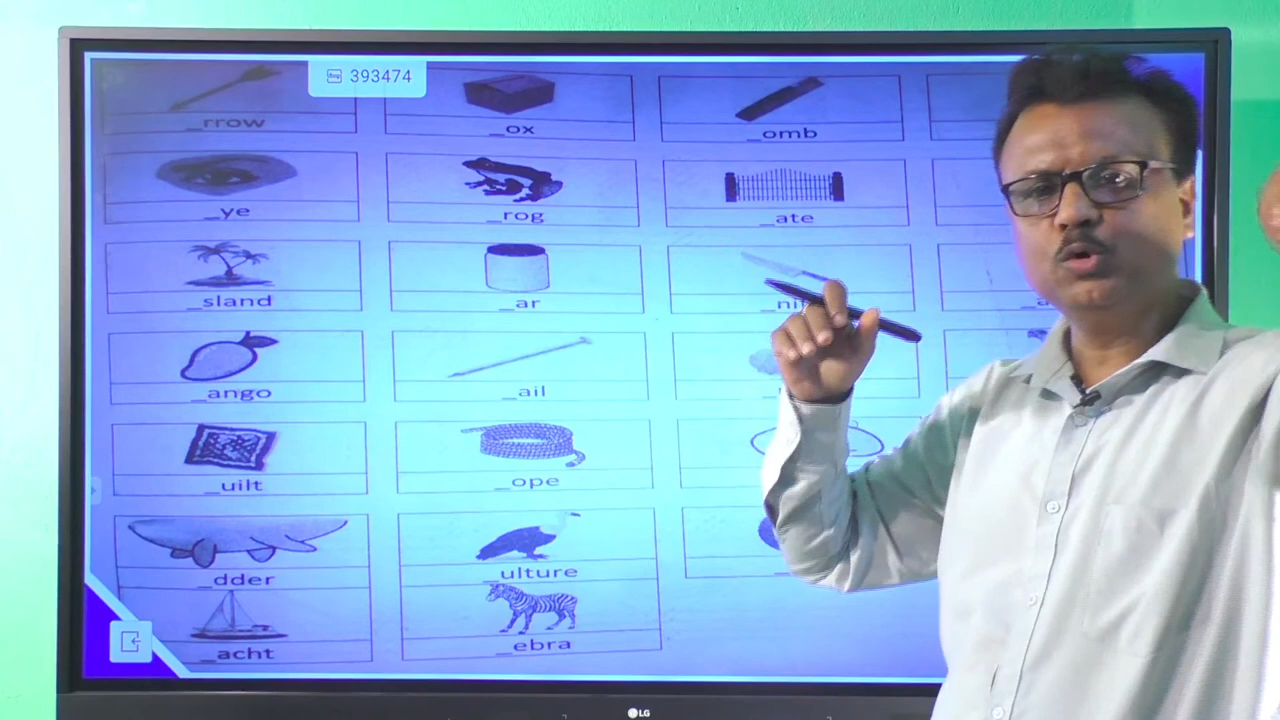 393474
_rrow
_ox
_omb
_ye
_rog
_ate
_sland
_ar
_ango
_ail
_uilt
_ope
_dder
_ulture
_acht
_ebra
LG